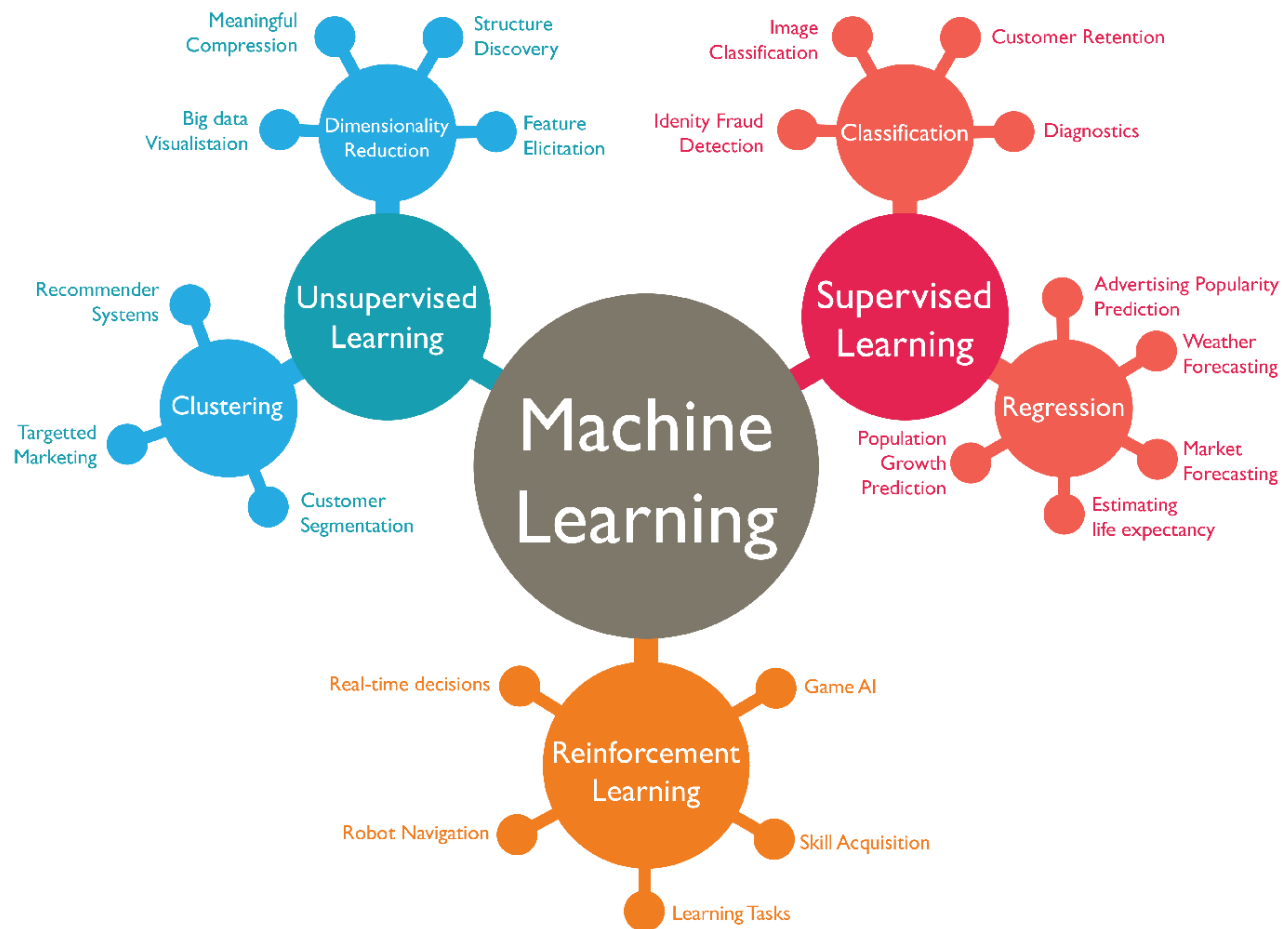 Meaningful
Compression
Structure
Discovery
Big data
Visualistaion
Dimensionality
Reduction
Feature
Elicitation
Image
Classification
Customer Retention
Idenity Fraud
Detection
Classification
Diagnostics
Recommender
Systems
Unsupervised
Learning
Clustering
Targetted
Marketing
Customer
Segmentation
Supervised
Learning
Advertising Popularity
Prediction
Weather
Forecasting
Regression
Population
Growth
Prediction
Market
Forecasting
Estimating
life expectancy
Machine
Learning
Real-time decisions
Game AI
Reinforcement
Learning
Robot Navigation
Skill Acquisition
Learning Tasks